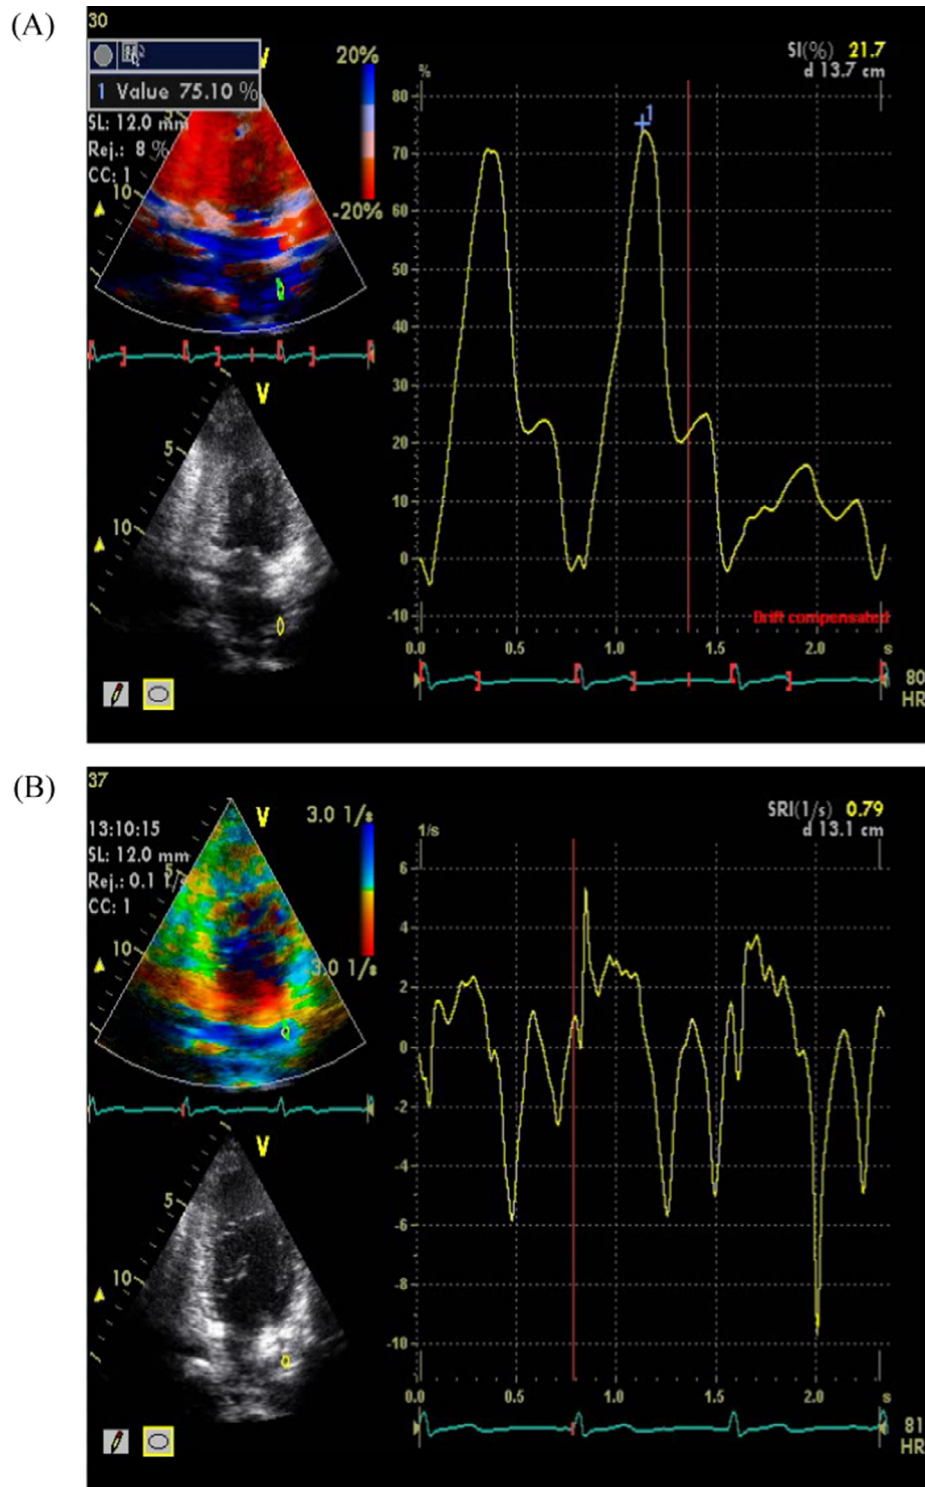 (A)
30
V
1 Value 75.10 %
SL: 12.0 mm
Rej.: 8 %
CC: 1
10
20%
-20%
V
5
10
SI(%) 21.7
d 13.7 cm
%
80
70
60
50
40
30
20
10
0
-10
1
Drift compensated
0.0 0.5 1.0 1.5 2.0 s
80
HR
(B)
37
V
13:10:15
SL: 12.0 mm
Rej.: 0.1 1/s
CC: 1
5
10
3.0 1/s
3.0 1/s
V
5
10
SRI(1/s) 0.79
d 13.1 cm
1/s
6
4
2
0
-2
-4
-6
-8
-10
0.0 0.5 1.0 1.5 2.0 s
81
HR